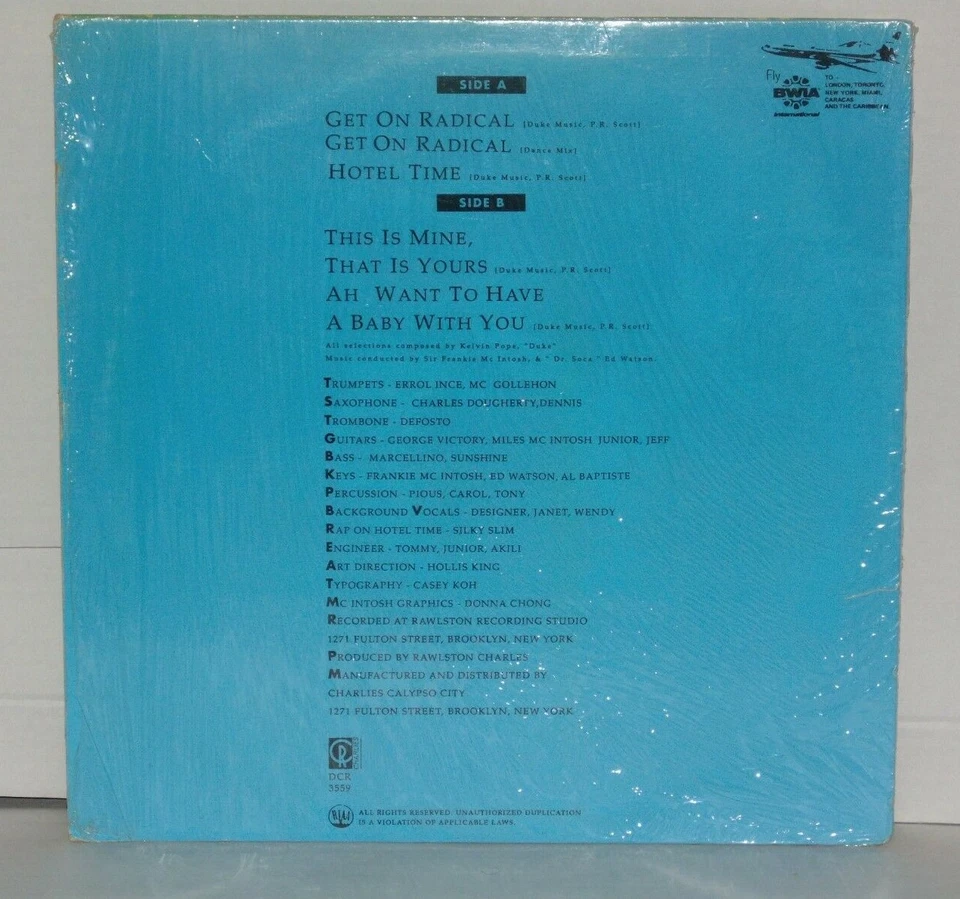 SIDE A
GET ON RADICAL [Duke Music, P.R. Scott]
GET ON RADICAL [Dance Mix]
HOTEL TIME [Duke Music, P.R. Scott]
SIDE B
THIS IS MINE,
THAT IS YOURS [Duke Music, P.R. Scott]
AH WANT TO HAVE
A BABY WITH YOU [Duke Music, P.R. Scott]
All selections composed by Kelvin Pope, "Duke"
Music conducted by Sir Frankie Mc Intosh, & " Dr. Soca " Ed Watson.
TRUMPETS - ERROL INCE, MC GOLLEHON
SAXOPHONE - CHARLES DOUGHERTY, DENNIS
TROMBONE - DEFOSTO
GUITARS - GEORGE VICTORY, MILES MC INTOSH JUNIOR, JEFF
BASS - MARCELLINO, SUNSHINE
KEYS - FRANKIE MC INTOSH, ED WATSON, AL BAPTISTE
PERCUSSION - PIOUS, CAROL, TONY
BACKGROUND VOCALS - DESIGNER, JANET, WENDY
RAP ON HOTEL TIME - SILKY SLIM
ENGINEER - TOMMY, JUNIOR, AKILI
ART DIRECTION - HOLLIS KING
TYPOGRAPHY - CASEY KOH
MC INTOSH GRAPHICS - DONNA CHONG
RECORDED AT RAWLSTON RECORDING STUDIO
1271 FULTON STREET, BROOKLYN, NEW YORK
PRODUCED BY RAWLSTON CHARLES
MANUFACTURED AND DISTRIBUTED BY
CHARLIES CALYPSO CITY
1271 FULTON STREET, BROOKLYN, NEW YORK
DCR
3559
ALL RIGHTS RESERVED. UNAUTHORIZED DUPLICATION
IS A VIOLATION OF APPLICABLE LAWS.
Fly
BWIA
International
TO -
LONDON, TORONTO,
NEW YORK, MIAMI,
CARACAS
AND THE CARIBBEAN.